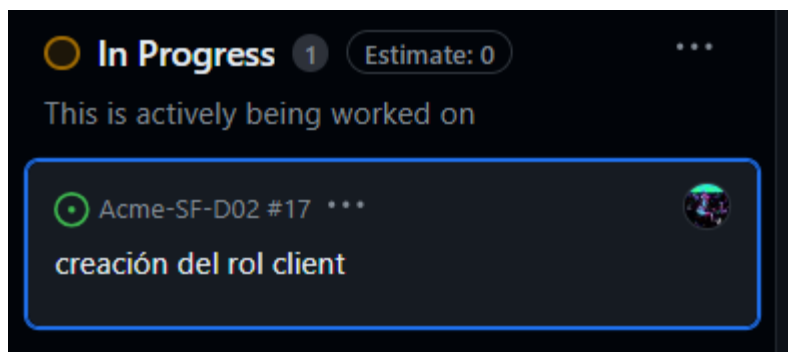 In Progress 1 Estimate: 0
This is actively being worked on
Acme-SF-D02 #17
creación del rol client